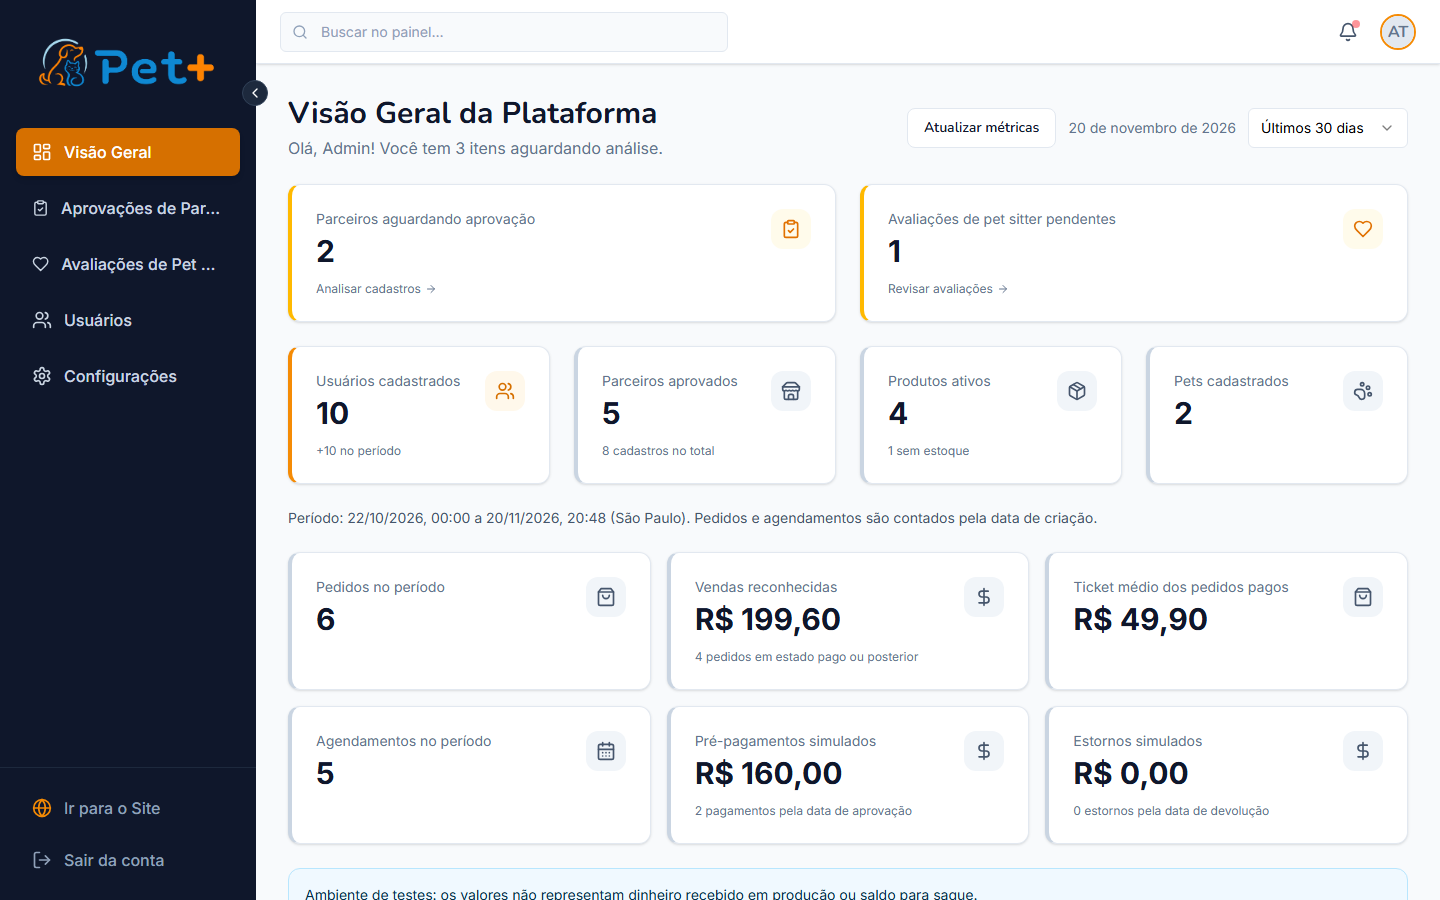 Pet+
Buscar no painel...
AT
Visão Geral
Aprovações de Par...
Avaliações de Pet ...
Usuários
Configurações
Ir para o Site
Sair da conta
Visão Geral da Plataforma
Olá, Admin! Você tem 3 itens aguardando análise.
Atualizar métricas
20 de novembro de 2026
Últimos 30 dias
Parceiros aguardando aprovação
2
Analisar cadastros →
Avaliações de pet sitter pendentes
1
Revisar avaliações →
Usuários cadastrados
10
+10 no período
Parceiros aprovados
5
8 cadastros no total
Produtos ativos
4
1 sem estoque
Pets cadastrados
2
Período: 22/10/2026, 00:00 a 20/11/2026, 20:48 (São Paulo). Pedidos e agendamentos são contados pela data de criação.
Pedidos no período
6
Vendas reconhecidas
R$ 199,60
4 pedidos em estado pago ou posterior
Ticket médio dos pedidos pagos
R$ 49,90
Agendamentos no período
5
Pré-pagamentos simulados
R$ 160,00
2 pagamentos pela data de aprovação
Estornos simulados
R$ 0,00
0 estornos pela data de devolução
Ambiente de testes: os valores não representam dinheiro recebido em produção ou saldo para saque.